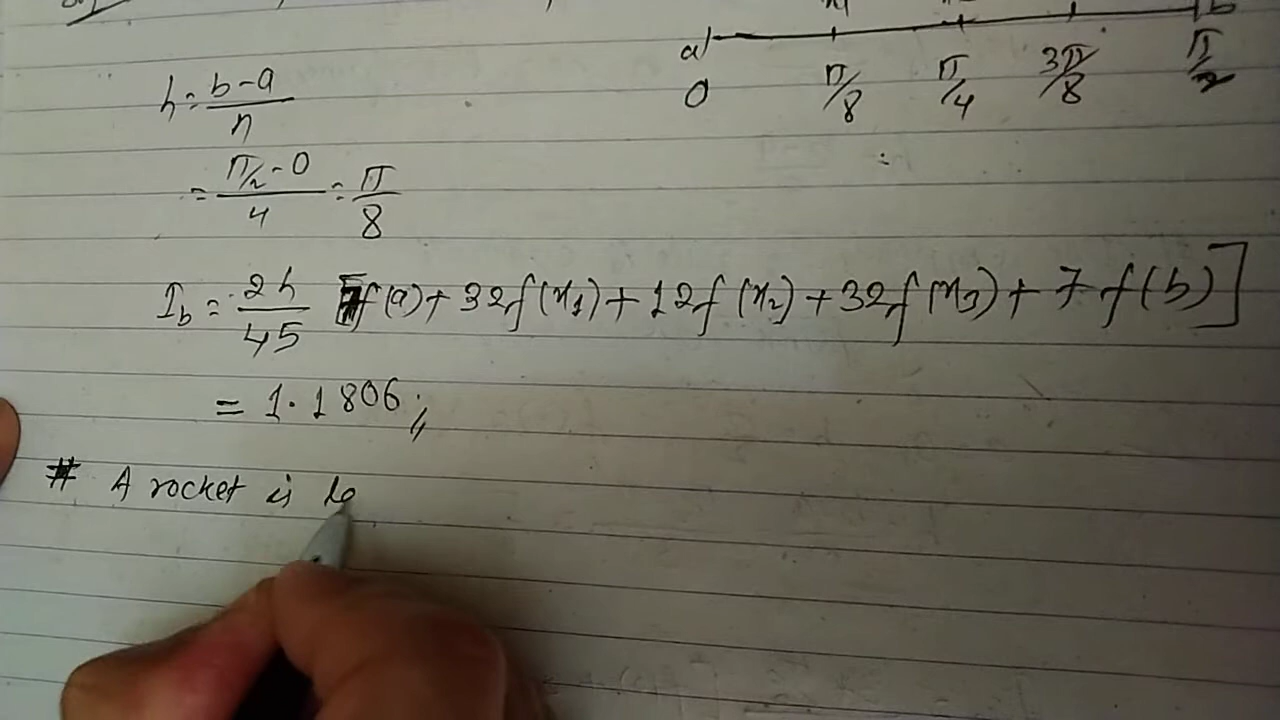 a b
0 π/8 π/4 3π/8 π/2
h = b-a/n
= π/2 - 0/4 = π/8
I_b = 2h/45 [7f(a) + 32f(x₁) + 12f(x₂) + 32f(x₃) + 7f(b)]
= 1.1806
# A rocket is